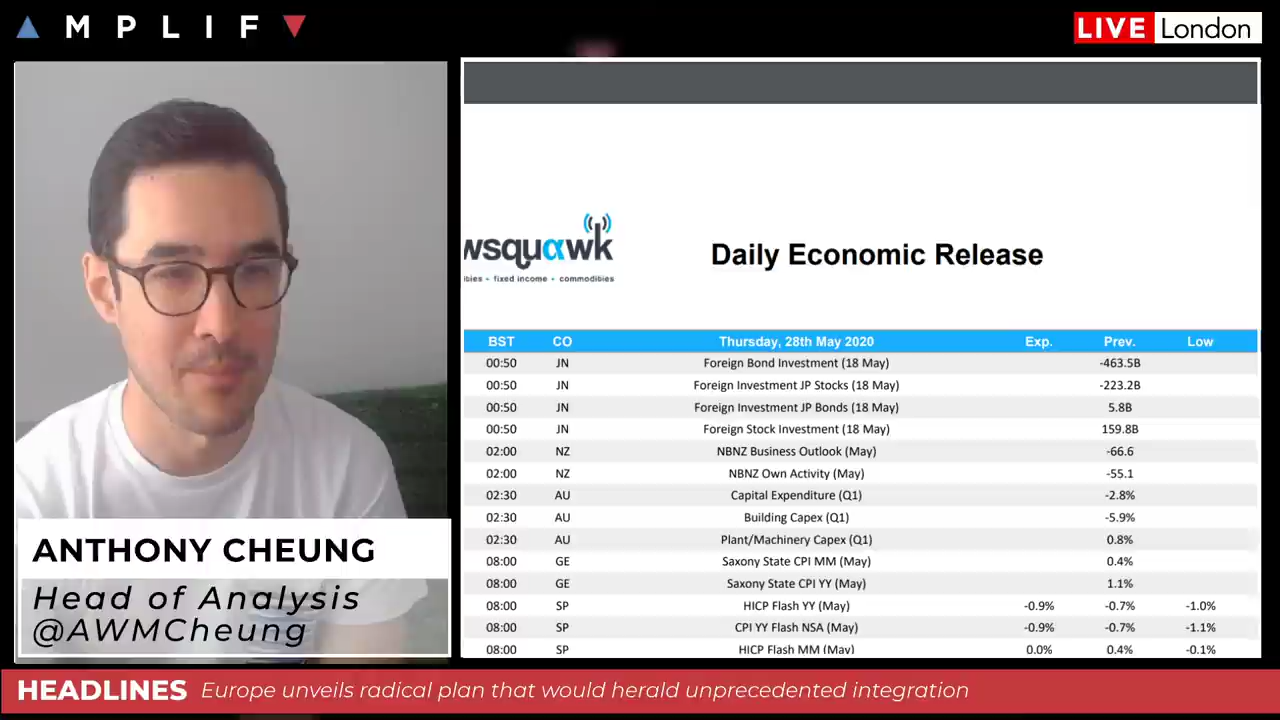 AMPLIFY
LIVE London
wsquawk
ities - fixed income - commodities
Daily Economic Release
BST CO Thursday, 28th May 2020 Exp. Prev. Low
00:50 JN Foreign Bond Investment (18 May) -463.5B
00:50 JN Foreign Investment JP Stocks (18 May) -223.2B
00:50 JN Foreign Investment JP Bonds (18 May) 5.8B
00:50 JN Foreign Stock Investment (18 May) 159.8B
02:00 NZ NBNZ Business Outlook (May) -66.6
02:00 NZ NBNZ Own Activity (May) -55.1
02:30 AU Capital Expenditure (Q1) -2.8%
02:30 AU Building Capex (Q1) -5.9%
02:30 AU Plant/Machinery Capex (Q1) 0.8%
08:00 GE Saxony State CPI MM (May) 0.4%
08:00 GE Saxony State CPI YY (May) 1.1%
08:00 SP HICP Flash YY (May) -0.9% -0.7% -1.0%
08:00 SP CPI YY Flash NSA (May) -0.9% -0.7% -1.1%
08:00 SP HICP Flash MM (May) 0.0% 0.4% -0.1%
ANTHONY CHEUNG
Head of Analysis
@AWMCheung
HEADLINES Europe unveils radical plan that would herald unprecedented integration